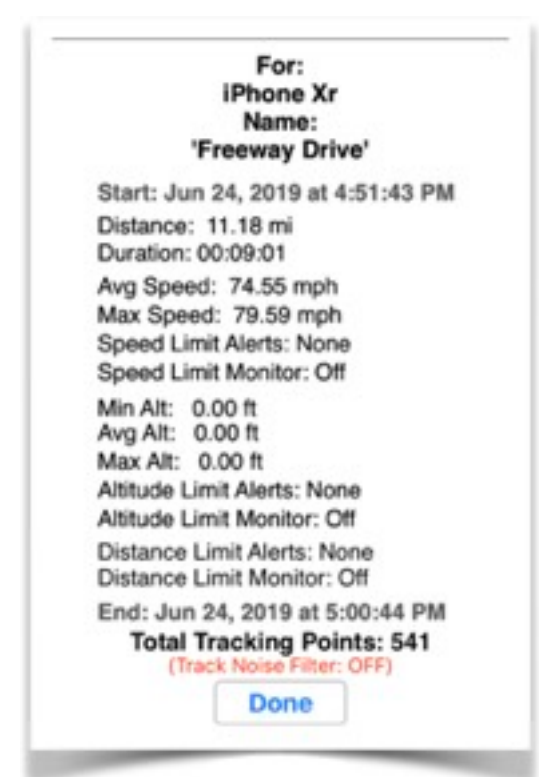 For:
iPhone Xr
Name:
'Freeway Drive'
Start: Jun 24, 2019 at 4:51:43 PM
Distance: 11.18 mi
Duration: 00:09:01
Avg Speed: 74.55 mph
Max Speed: 79.59 mph
Speed Limit Alerts: None
Speed Limit Monitor: Off
Min Alt: 0.00 ft
Avg Alt: 0.00 ft
Max Alt: 0.00 ft
Altitude Limit Alerts: None
Altitude Limit Monitor: Off
Distance Limit Alerts: None
Distance Limit Monitor: Off
End: Jun 24, 2019 at 5:00:44 PM
Total Tracking Points: 541
(Track Noise Filter: OFF)
Done